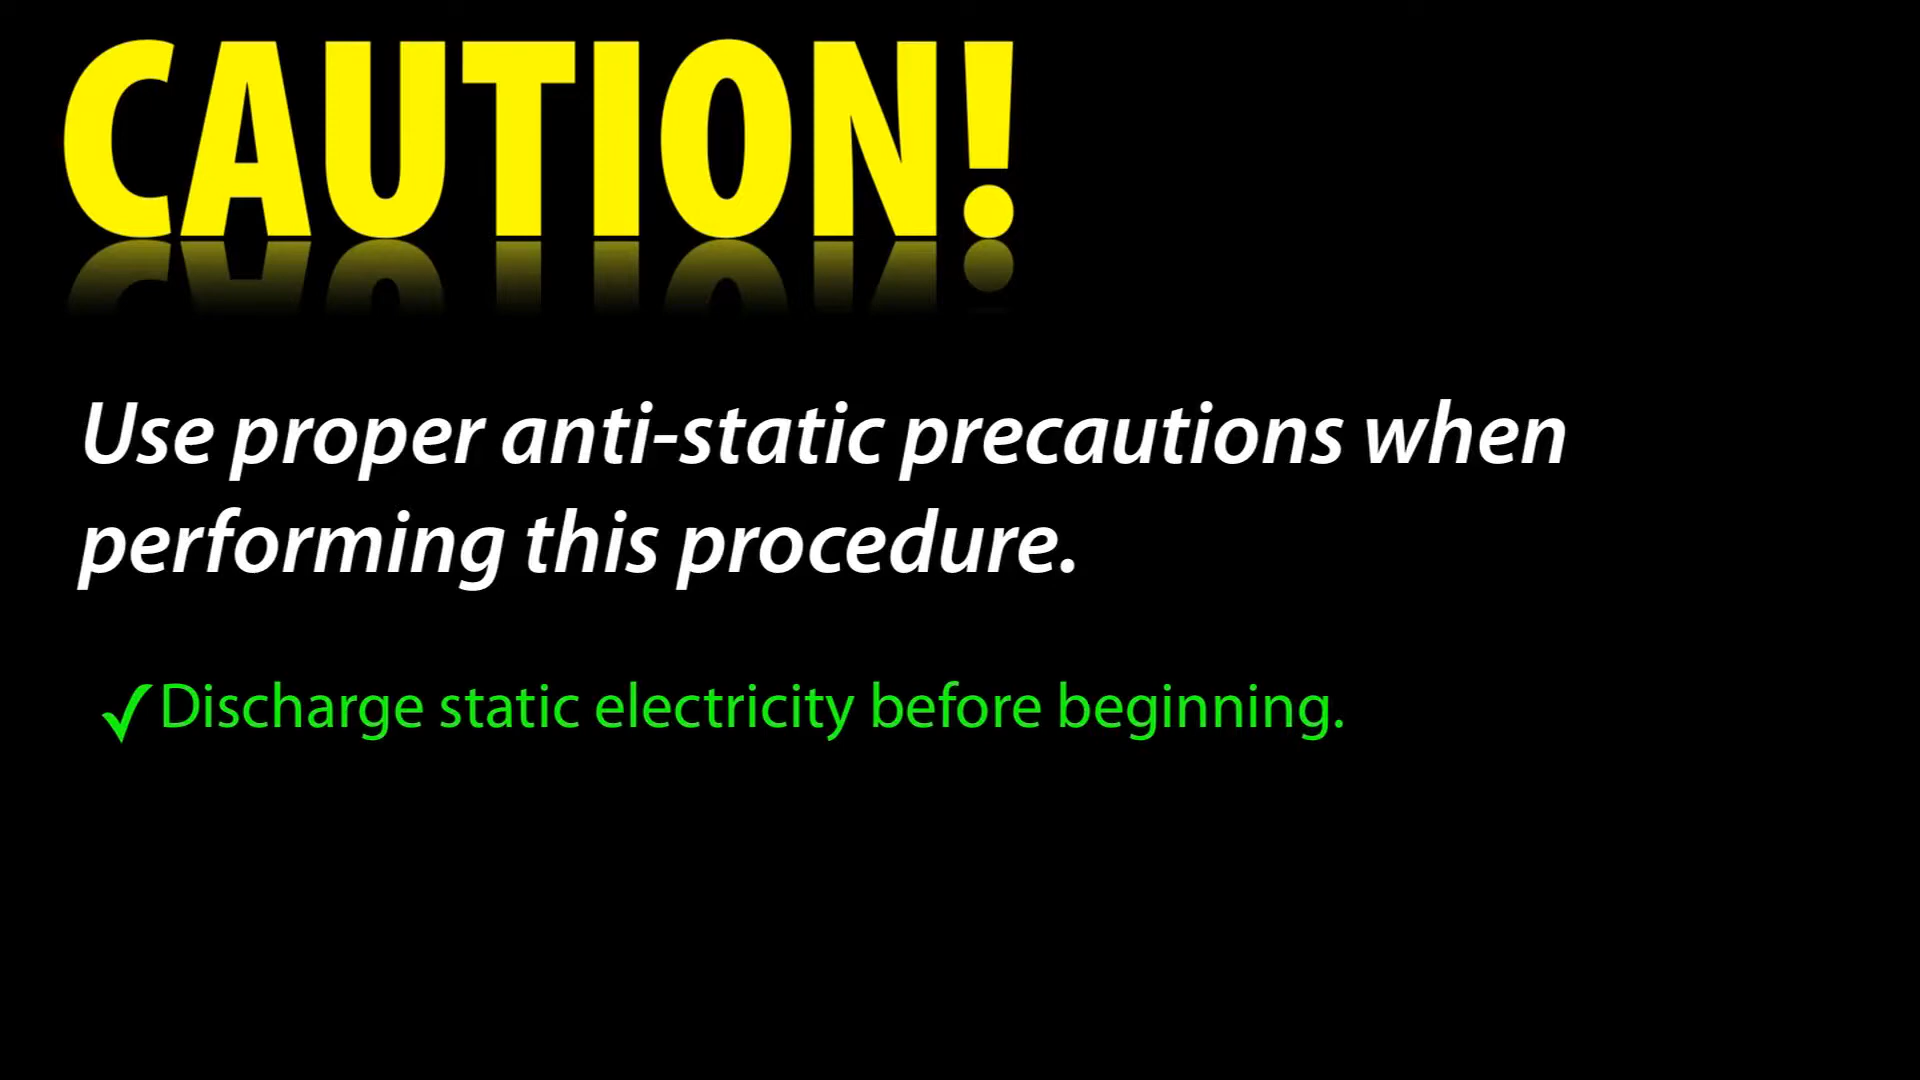 CAUTION!
Use proper anti-static precautions when
performing this procedure.
✓Discharge static electricity before beginning.